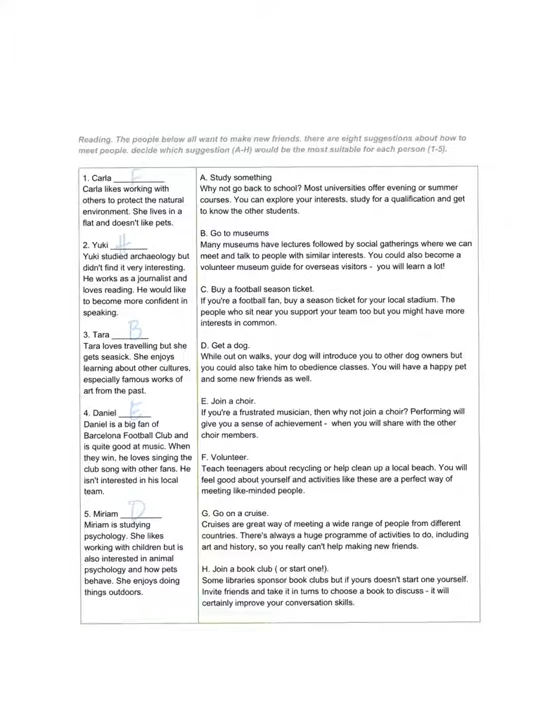 Reading. The people below all want to make new friends. there are eight suggestions about how to
meet people. decide which suggestion (A-H) would be the most suitable for each person (1-5).
1. Carla F
Carla likes working with
others to protect the natural
environment. She lives in a
flat and doesn't like pets.
2. Yuki H
Yuki studied archaeology but
didn't find it very interesting.
He works as a journalist and
loves reading. He would like
to become more confident in
speaking.
3. Tara B
Tara loves travelling but she
gets seasick. She enjoys
learning about other cultures,
especially famous works of
art from the past.
4. Daniel E
Daniel is a big fan of
Barcelona Football Club and
is quite good at music. When
they win, he loves singing the
club song with other fans. He
isn't interested in his local
team.
5. Miriam D
Miriam is studying
psychology. She likes
working with children but is
also interested in animal
psychology and how pets
behave. She enjoys doing
things outdoors.
A. Study something
Why not go back to school? Most universities offer evening or summer
courses. You can explore your interests, study for a qualification and get
to know the other students.
B. Go to museums
Many museums have lectures followed by social gatherings where we can
meet and talk to people with similar interests. You could also become a
volunteer museum guide for overseas visitors - you will learn a lot!
C. Buy a football season ticket.
If you're a football fan, buy a season ticket for your local stadium. The
people who sit near you support your team too but you might have more
interests in common.
D. Get a dog.
While out on walks, your dog will introduce you to other dog owners but
you could also take him to obedience classes. You will have a happy pet
and some new friends as well.
E. Join a choir.
If you're a frustrated musician, then why not join a choir? Performing will
give you a sense of achievement - when you will share with the other
choir members.
F. Volunteer.
Teach teenagers about recycling or help clean up a local beach. You will
feel good about yourself and activities like these are a perfect way of
meeting like-minded people.
G. Go on a cruise.
Cruises are great way of meeting a wide range of people from different
countries. There's always a huge programme of activities to do, including
art and history, so you really can't help making new friends.
H. Join a book club ( or start one!).
Some libraries sponsor book clubs but if yours doesn't start one yourself.
Invite friends and take it in turns to choose a book to discuss - it will
certainly improve your conversation skills.